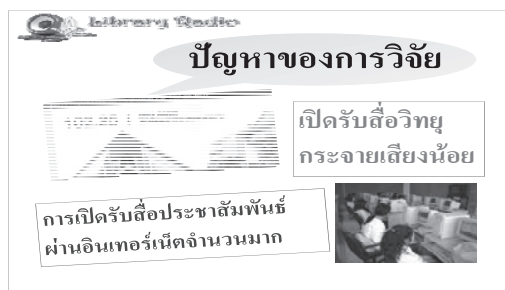 Library Radio
ปัญหาของการวิจัย
เปิดรับสื่อวิทยุ
กระจายเสียงน้อย
การเปิดรับสื่อประชาสัมพันธ์
ผ่านอินเทอร์เน็ตจำนวนมาก